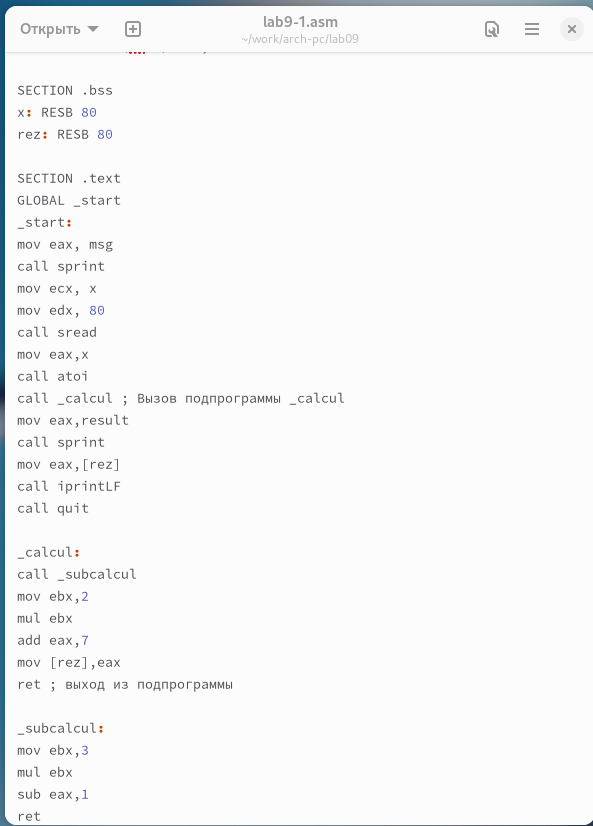 Открыть
lab9-1.asm
~/work/arch-pc/lab09
SECTION .bss
x: RESB 80
rez: RESB 80
SECTION .text
GLOBAL _start
_start:
mov eax, msg
call sprint
mov ecx, x
mov edx, 80
call sread
mov eax,x
call atoi
call _calcul ; Вызов подпрограммы _calcul
mov eax,result
call sprint
mov eax,[rez]
call iprintLF
call quit
_calcul:
call _subcalcul
mov ebx,2
mul ebx
add eax,7
mov [rez],eax
ret ; выход из подпрограммы
_subcalcul:
mov ebx,3
mul ebx
sub eax,1
ret